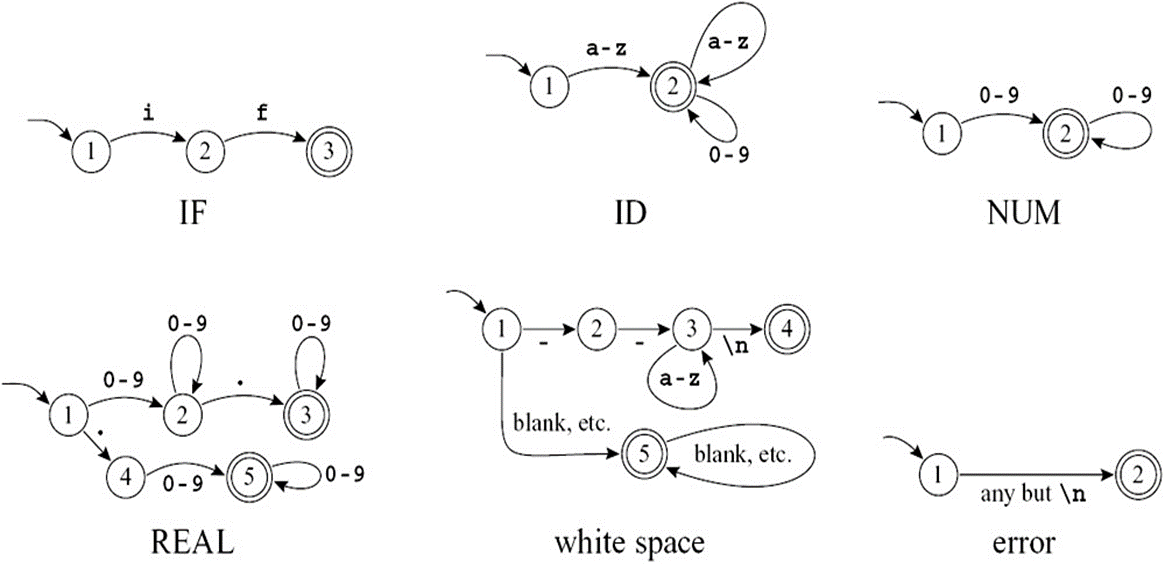 i
f
1
2
3
IF
a-z
a-z
1
2
0-9
ID
0-9
0-9
1
2
NUM
0-9
0-9
0-9
.
1
2
3
.
4
0-9
5
0-9
REAL
1
-
2
-
3
\n
4
a-z
blank, etc.
5
blank, etc.
white space
1
any but \n
2
error